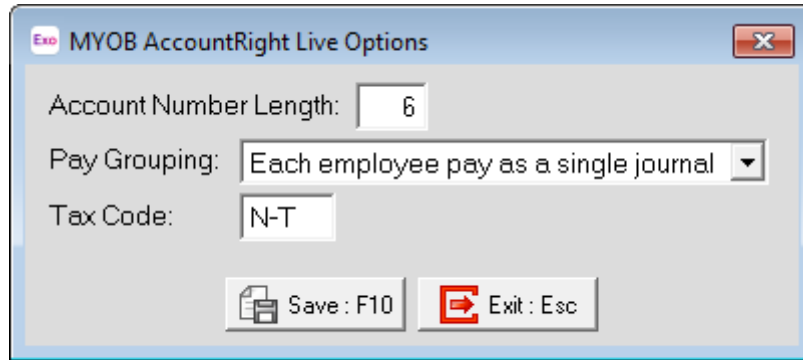 Exo MYOB AccountRight Live Options
Account Number Length: 6
Pay Grouping: Each employee pay as a single journal
Tax Code: N-T
Save : F10 Exit : Esc